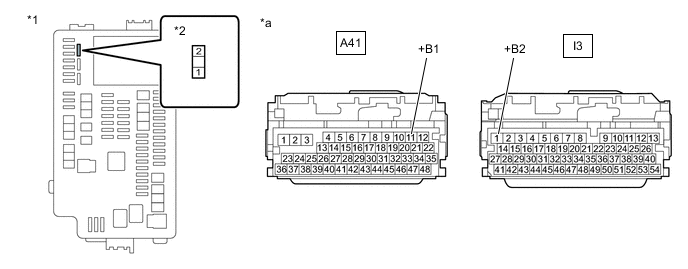 *1
*2
2
1
*a
A41
+B1
1 2 3 4 5 6 7 8 9 10 11 12
13 14 15 16 17 18 19 20 21 22
23 24 25 26 27 28 29 30 31 32 33 34 35
36 37 38 39 40 41 42 43 44 45 46 47 48
+B2
I3
1 2 3 4 5 6 7 8 9 10 11 12 13
14 15 16 17 18 19 20 21 22 23 24 25 26
27 28 29 30 31 32 33 34 35 36 37 38 39 40
41 42 43 44 45 46 47 48 49 50 51 52 53 54